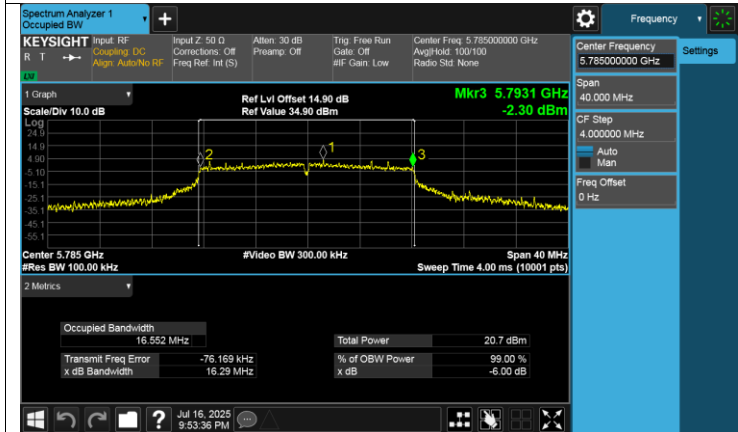 Spectrum Analyzer 1
Occupied BW
Frequency
KEYSIGHT
R T
LU
Input: RF
Coupling: DC
Align: Auto/No RF
Input Z: 50 Ω
Corrections: Off
Freq Ref: Int (S)
Atten: 30 dB
Preamp: Off
Trig: Free Run
Gate: Off
#IF Gain: Low
Center Freq: 5.785000000 GHz
Avg|Hold: 100/100
Radio Std: None
Center Frequency
5.785000000 GHz
Settings
Span
40.000 MHz
CF Step
4.000000 MHz
Auto
Man
Freq Offset
0 Hz
1 Graph
Scale/Div 10.0 dB
Ref Lvl Offset 14.90 dB
Ref Value 34.90 dBm
Mkr3 5.7931 GHz
-2.30 dBm
Log
24.9
14.9
4.90
-5.10
-15.1
-25.1
-35.1
-45.1
-55.1
2
1
3
Center 5.785 GHz
#Res BW 100.00 kHz
#Video BW 300.00 kHz
Span 40 MHz
Sweep Time 4.00 ms (10001 pts)
2 Metrics
Occupied Bandwidth
16.552 MHz
Total Power 20.7 dBm
Transmit Freq Error -76.169 kHz
% of OBW Power 99.00 %
x dB Bandwidth 16.29 MHz
x dB -6.00 dB
?
Jul 16, 2025
9:53:36 PM